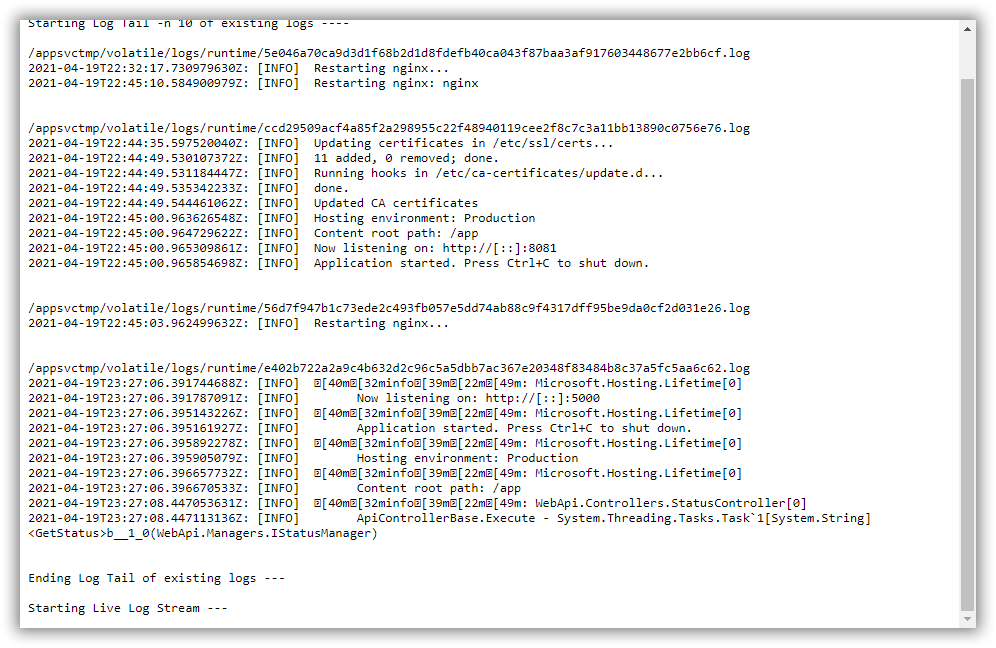 Starting Log Tail -n 10 of existing logs ----
/appsvctmp/volatile/logs/runtime/5e046a70ca9d3d1f68b2d1d8fdefb40ca043f87baa3af917603448677e2bb6cf.log
2021-04-19T22:32:17.730979630Z: [INFO]  Restarting nginx...
2021-04-19T22:45:10.584900979Z: [INFO]  Restarting nginx: nginx
/appsvctmp/volatile/logs/runtime/ccd29509acf4a85f2a298955c22f48940119cee2f8c7c3a11bb13890c0756e76.log
2021-04-19T22:44:35.597520040Z: [INFO]  Updating certificates in /etc/ssl/certs...
2021-04-19T22:44:49.530107372Z: [INFO]  11 added, 0 removed; done.
2021-04-19T22:44:49.531184447Z: [INFO]  Running hooks in /etc/ca-certificates/update.d...
2021-04-19T22:44:49.535342233Z: [INFO]  done.
2021-04-19T22:44:49.544461062Z: [INFO]  Updated CA certificates
2021-04-19T22:45:00.963626548Z: [INFO]  Hosting environment: Production
2021-04-19T22:45:00.964729622Z: [INFO]  Content root path: /app
2021-04-19T22:45:00.965309861Z: [INFO]  Now listening on: http://[::]:8081
2021-04-19T22:45:00.965854698Z: [INFO]  Application started. Press Ctrl+C to shut down.
/appsvctmp/volatile/logs/runtime/56d7f947b1c73ede2c493fb057e5dd74ab88c9f4317dff95be9da0cf2d031e26.log
2021-04-19T22:45:03.962499632Z: [INFO]  Restarting nginx...
/appsvctmp/volatile/logs/runtime/e402b722a2a9c4b632d2c96c5a5dbb7ac367e20348f83484b8c37a5fc5aa6c62.log
2021-04-19T23:27:06.391744688Z: [INFO]  [40m[32minfo[39m[22m[49m: Microsoft.Hosting.Lifetime[0]
2021-04-19T23:27:06.391787091Z: [INFO]        Now listening on: http://[::]:5000
2021-04-19T23:27:06.395143226Z: [INFO]  [40m[32minfo[39m[22m[49m: Microsoft.Hosting.Lifetime[0]
2021-04-19T23:27:06.395161927Z: [INFO]        Application started. Press Ctrl+C to shut down.
2021-04-19T23:27:06.395892278Z: [INFO]  [40m[32minfo[39m[22m[49m: Microsoft.Hosting.Lifetime[0]
2021-04-19T23:27:06.395905079Z: [INFO]        Hosting environment: Production
2021-04-19T23:27:06.396657732Z: [INFO]  [40m[32minfo[39m[22m[49m: Microsoft.Hosting.Lifetime[0]
2021-04-19T23:27:06.396670533Z: [INFO]        Content root path: /app
2021-04-19T23:27:08.447053631Z: [INFO]  [40m[32minfo[39m[22m[49m: WebApi.Controllers.StatusController[0]
2021-04-19T23:27:08.447113136Z: [INFO]        ApiControllerBase.Execute - System.Threading.Tasks.Task`1[System.String]
<GetStatus>b__1_0(WebApi.Managers.IStatusManager)
Ending Log Tail of existing logs ---
Starting Live Log Stream ---